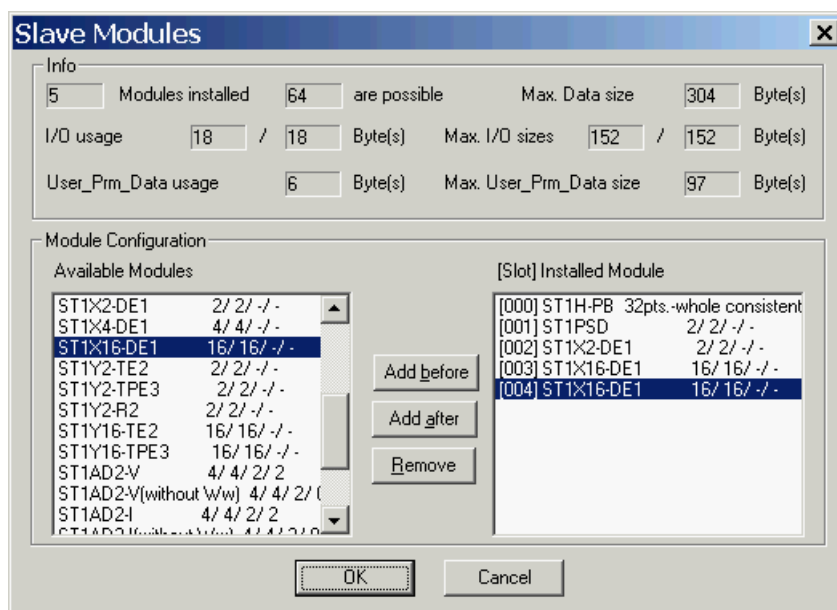 Slave Modules
Info
5 Modules installed 64 are possible Max. Data size 304 Byte(s)
I/O usage 18 / 18 Byte(s) Max. I/O sizes 152 / 152 Byte(s)
User_Prm_Data usage 6 Byte(s) Max. User_Prm_Data size 97 Byte(s)
Module Configuration
Available Modules
ST1X2-DE1 2/ 2/ -/ -
ST1X4-DE1 4/ 4/ -/ -
ST1X16-DE1 16/ 16/ -/ -
ST1Y2-TE2 2/ 2/ -/ -
ST1Y2-TPE3 2/ 2/ -/ -
ST1Y2-R2 2/ 2/ -/ -
ST1Y16-TE2 16/ 16/ -/ -
ST1Y16-TPE3 16/ 16/ -/ -
ST1AD2-V 4/ 4/ 2/ 2
ST1AD2-V(without Ww) 4/ 4/ 2/
ST1AD2-I 4/ 4/ 2/ 2
Add before
Add after
Remove
[Slot] Installed Module
[000] ST1H-PB 32pts.-whole consistent
[001] ST1PSD 2/ 2/ -/ -
[002] ST1X2-DE1 2/ 2/ -/ -
[003] ST1X16-DE1 16/ 16/ -/ -
[004] ST1X16-DE1 16/ 16/ -/ -
OK
Cancel